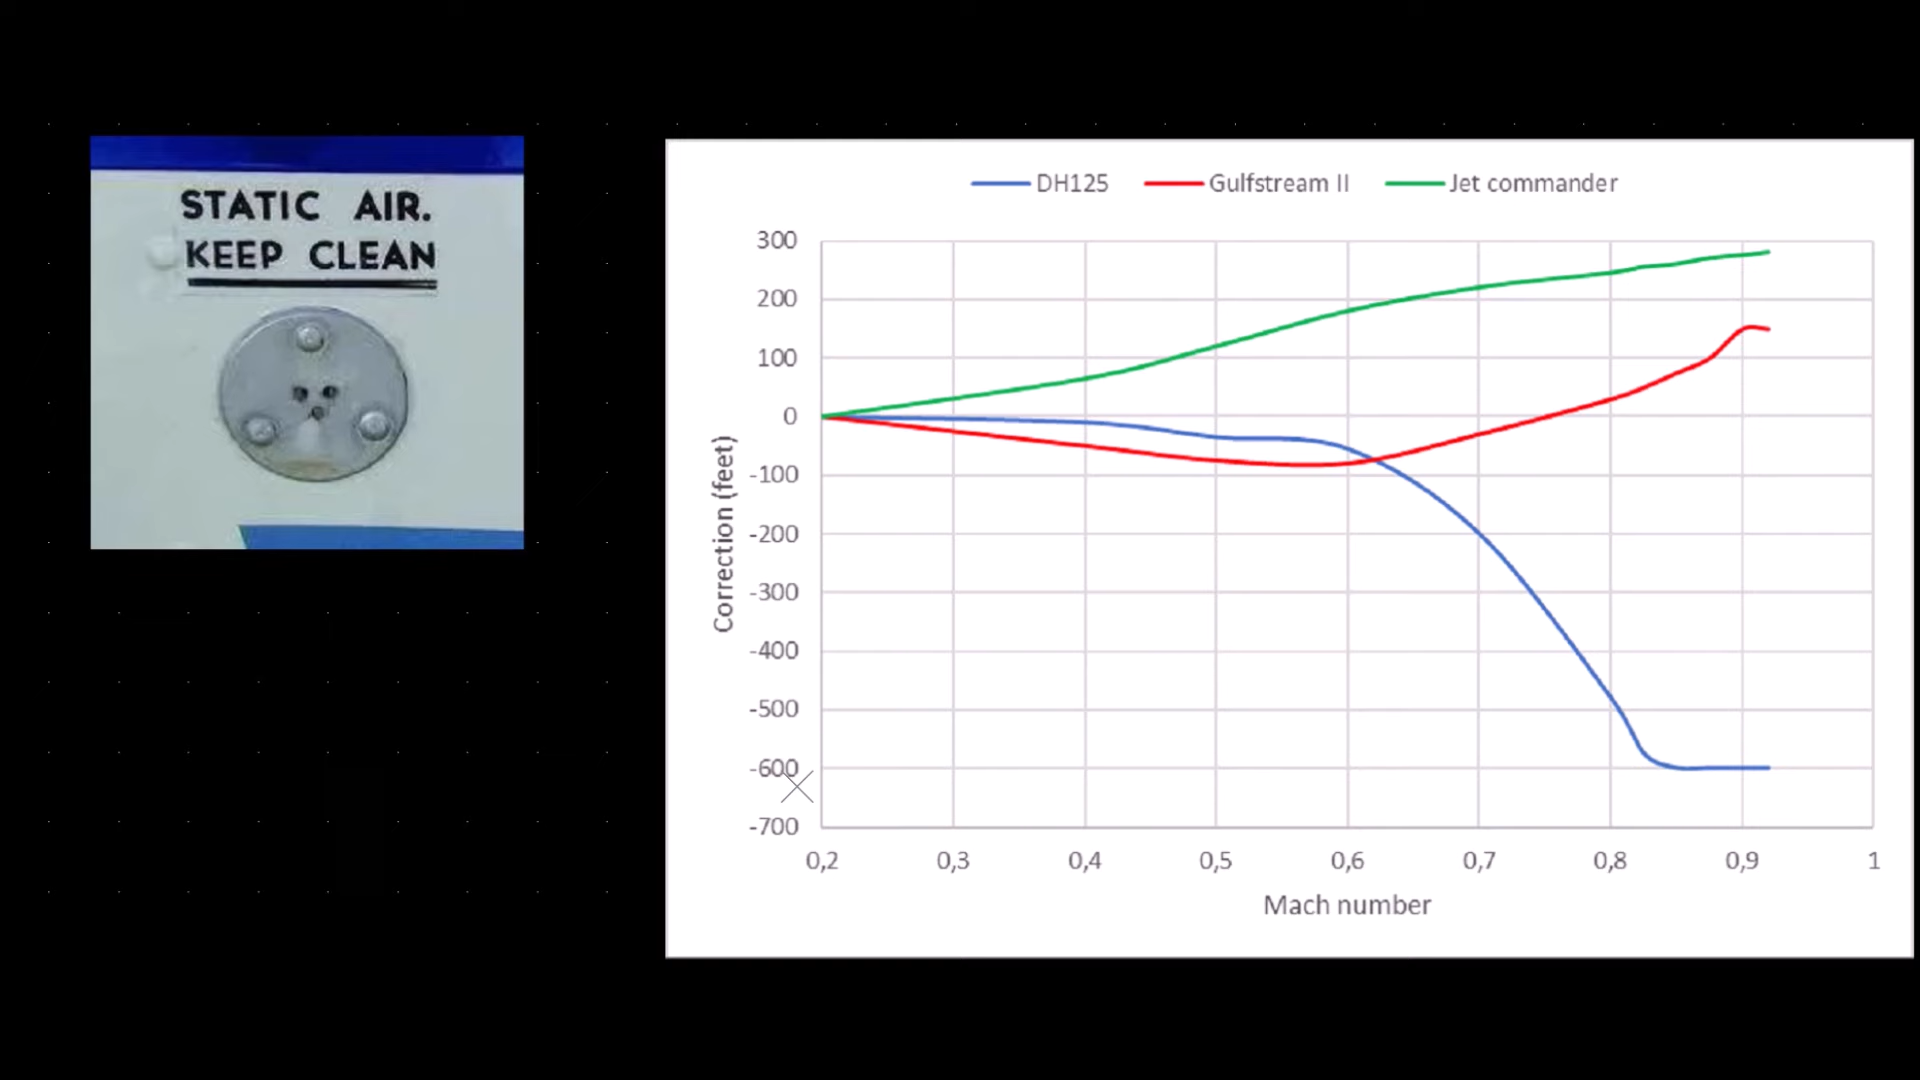 STATIC AIR.
KEEP CLEAN
DH125 Gulfstream II Jet commander
300
200
100
0
-100
-200
-300
-400
-500
-600
-700
Correction (feet)
0,2 0,3 0,4 0,5 0,6 0,7 0,8 0,9 1
Mach number